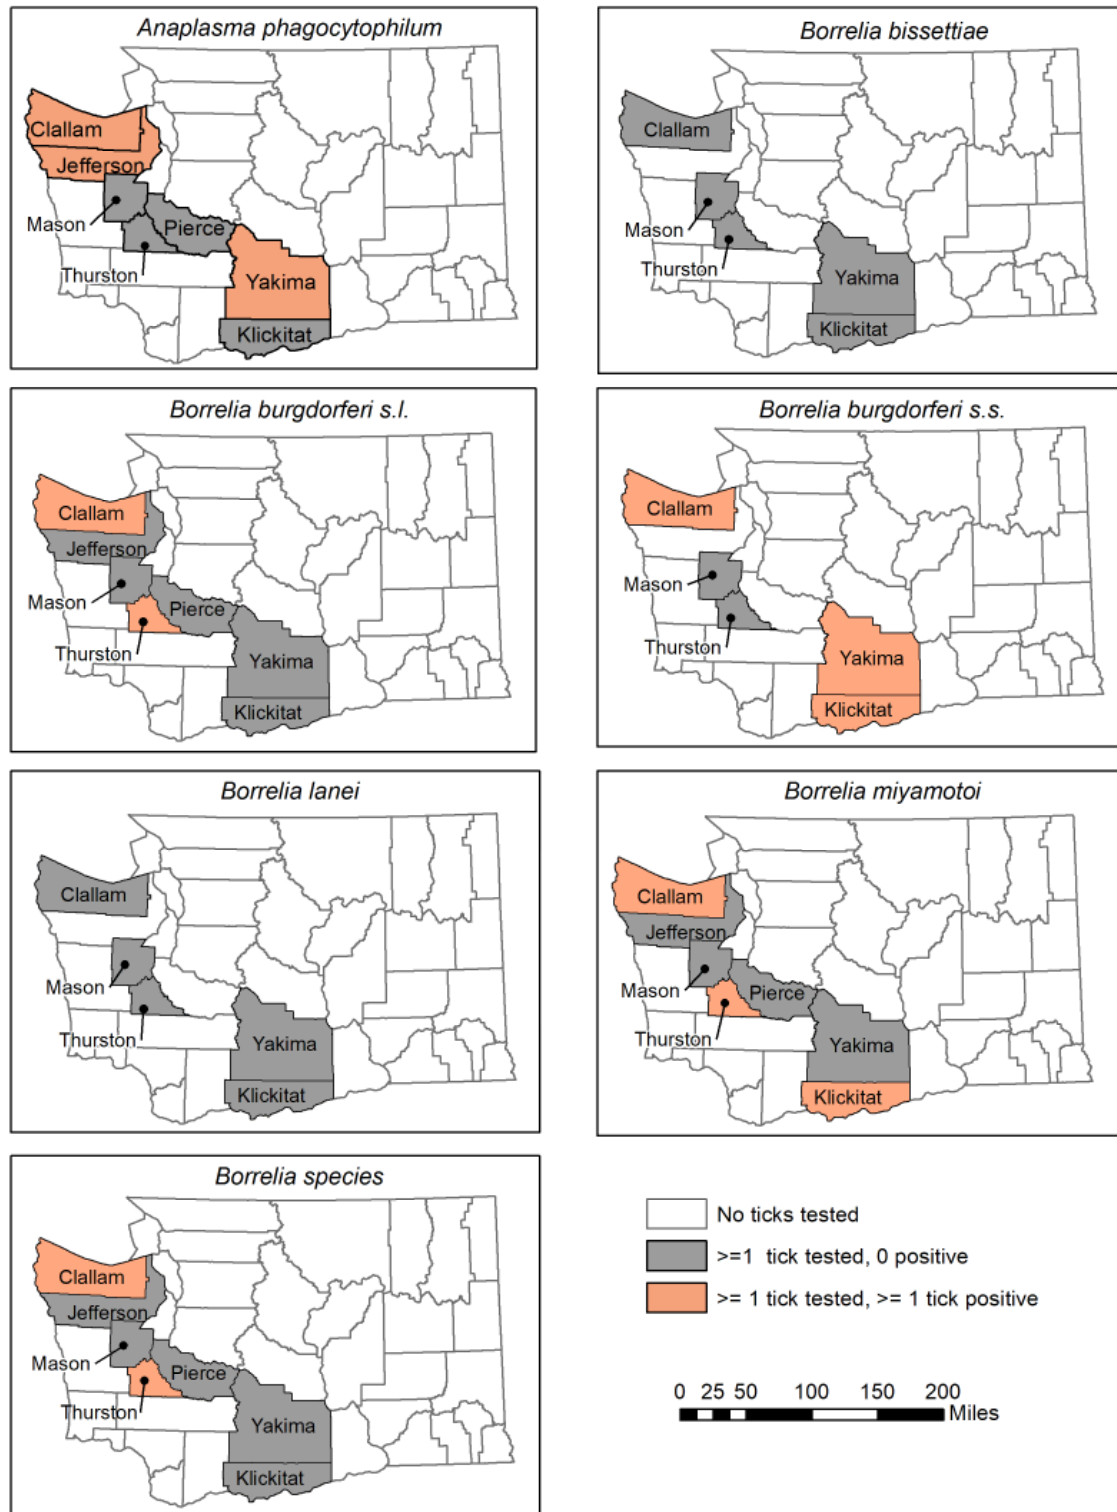 Anaplasma phagocytophilum
Clallam
Jefferson
Mason
Pierce
Thurston
Yakima
Klickitat
Borrelia bissettiae
Clallam
Mason
Thurston
Yakima
Klickitat
Borrelia burgdorferi s.l.
Clallam
Jefferson
Mason
Pierce
Thurston
Yakima
Klickitat
Borrelia burgdorferi s.s.
Clallam
Mason
Thurston
Yakima
Klickitat
Borrelia lanei
Clallam
Mason
Thurston
Yakima
Klickitat
Borrelia miyamotoi
Clallam
Jefferson
Mason
Pierce
Thurston
Yakima
Klickitat
Borrelia species
Clallam
Jefferson
Mason
Pierce
Thurston
Yakima
Klickitat
No ticks tested
>=1 tick tested, 0 positive
>= 1 tick tested, >= 1 tick positive
0 25 50 100 150 200
Miles